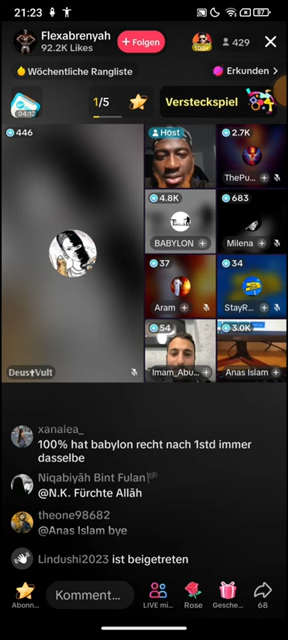 21:23
87
Flexabrenyah
92.2K Likes
+ Folgen
429
Wöchentliche Rangliste
Erkunden >
04:12
1/5
Versteckspiel
446
Host
2.7K
ThePu...
4.8K
BABYLON
683
Milena
37
Aram
34
StayR...
Deus✝Vult
54
Imam_Abu...
3.0K
Anas Islam
xanalea_
100% hat babylon recht nach 1std immer
dasselbe
Niqabiyāh Bint Fulan
@N.K. Fürchte Allāh
theone98682
@Anas Islam bye
Lindushi2023 ist beigetreten
Abonn...
Komment...
LIVE mi...
Rose
Gesche...
68